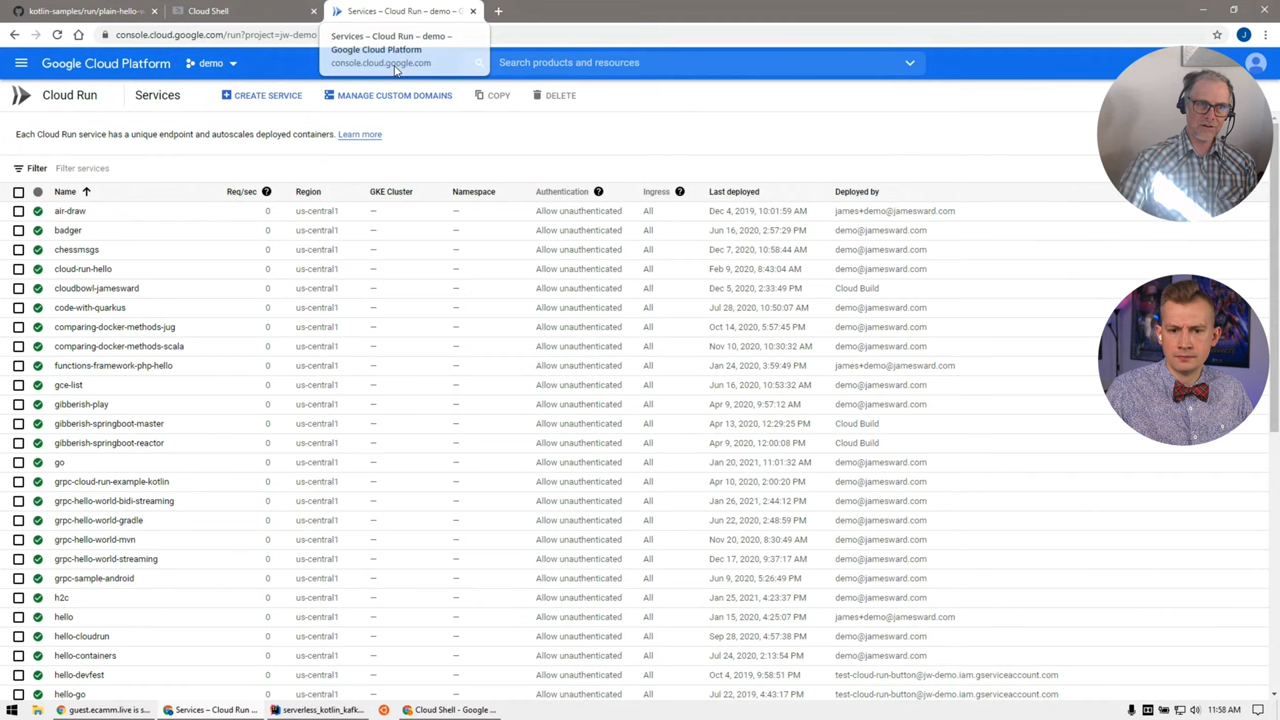 kotlin-samples/run/plain-hello-w
Cloud Shell
Services – Cloud Run – demo – G
console.cloud.google.com/run?project=jw-demo
Services – Cloud Run – demo –
Google Cloud Platform
console.cloud.google.com
J
Google Cloud Platform
demo
Search products and resources
Cloud Run
Services
CREATE SERVICE
MANAGE CUSTOM DOMAINS
COPY
DELETE
Each Cloud Run service has a unique endpoint and autoscales deployed containers. Learn more
Filter Filter services
Name Req/sec ? Region GKE Cluster Namespace Authentication ? Ingress ? Last deployed Deployed by
air-draw 0 us-central1 — — Allow unauthenticated All Dec 4, 2019, 10:01:59 AM james+demo@jamesward.com
badger 0 us-central1 — — Allow unauthenticated All Jun 16, 2020, 2:57:29 PM demo@jamesward.com
chessmsgs 0 us-central1 — — Allow unauthenticated All Dec 7, 2020, 10:58:44 AM demo@jamesward.com
cloud-run-hello 0 us-central1 — — Allow unauthenticated All Feb 9, 2020, 8:43:04 AM demo@jamesward.com
cloudbowl-jamesward 0 us-central1 — — Allow unauthenticated All Dec 5, 2020, 2:33:49 PM Cloud Build
code-with-quarkus 0 us-central1 — — Allow unauthenticated All Jul 28, 2020, 10:50:07 AM demo@jamesward.com
comparing-docker-methods-jug 0 us-central1 — — Allow unauthenticated All Oct 14, 2020, 5:57:45 PM demo@jamesward.com
comparing-docker-methods-scala 0 us-central1 — — Allow unauthenticated All Nov 10, 2020, 10:30:32 AM demo@jamesward.com
functions-framework-php-hello 0 us-central1 — — Allow unauthenticated All Jan 24, 2020, 3:59:49 PM james+demo@jamesward.com
gce-list 0 us-central1 — — Allow unauthenticated All Jun 16, 2020, 10:53:32 AM demo@jamesward.com
gibberish-play 0 us-central1 — — Allow unauthenticated All Apr 9, 2020, 9:57:12 AM demo@jamesward.com
gibberish-springboot-master 0 us-central1 — — Allow unauthenticated All Apr 13, 2020, 12:29:25 PM Cloud Build
gibberish-springboot-reactor 0 us-central1 — — Allow unauthenticated All Apr 9, 2020, 12:00:08 PM Cloud Build
go 0 us-central1 — — Allow unauthenticated All Jan 20, 2021, 11:01:32 AM demo@jamesward.com
grpc-cloud-run-example-kotlin 0 us-central1 — — Allow unauthenticated All Apr 10, 2020, 2:00:20 PM demo@jamesward.com
grpc-hello-world-bidi-streaming 0 us-central1 — — Allow unauthenticated All Jan 26, 2021, 2:44:12 PM demo@jamesward.com
grpc-hello-world-gradle 0 us-central1 — — Allow unauthenticated All Jun 22, 2020, 2:48:59 PM demo@jamesward.com
grpc-hello-world-mvn 0 us-central1 — — Allow unauthenticated All Nov 20, 2020, 8:30:49 AM demo@jamesward.com
grpc-hello-world-streaming 0 us-central1 — — Allow unauthenticated All Dec 17, 2020, 9:37:17 AM demo@jamesward.com
grpc-sample-android 0 us-central1 — — Allow unauthenticated All Jun 9, 2020, 5:26:49 PM demo@jamesward.com
h2c 0 us-central1 — — Allow unauthenticated All Jan 25, 2021, 4:23:37 PM demo@jamesward.com
hello 0 us-central1 — — Allow unauthenticated All Jan 15, 2020, 4:25:07 PM james+demo@jamesward.com
hello-cloudrun 0 us-central1 — — Allow unauthenticated All Sep 28, 2020, 4:57:38 PM demo@jamesward.com
hello-containers 0 us-central1 — — Allow unauthenticated All Jul 24, 2020, 2:13:54 PM demo@jamesward.com
hello-devfest 0 us-central1 — — Allow unauthenticated All Oct 4, 2019, 9:58:51 PM test-cloud-run-button@jw-demo.iam.gserviceaccount.com
hello-go 0 us-central1 — — Allow unauthenticated All Jul 22, 2019, 4:43:17 PM test-cloud-run-button@jw-demo.iam.gserviceaccount.com
guest.ecamm.live is s...
Services – Cloud Run ...
serverless_kotlin_kafk...
Cloud Shell - Google ...
11:58 AM